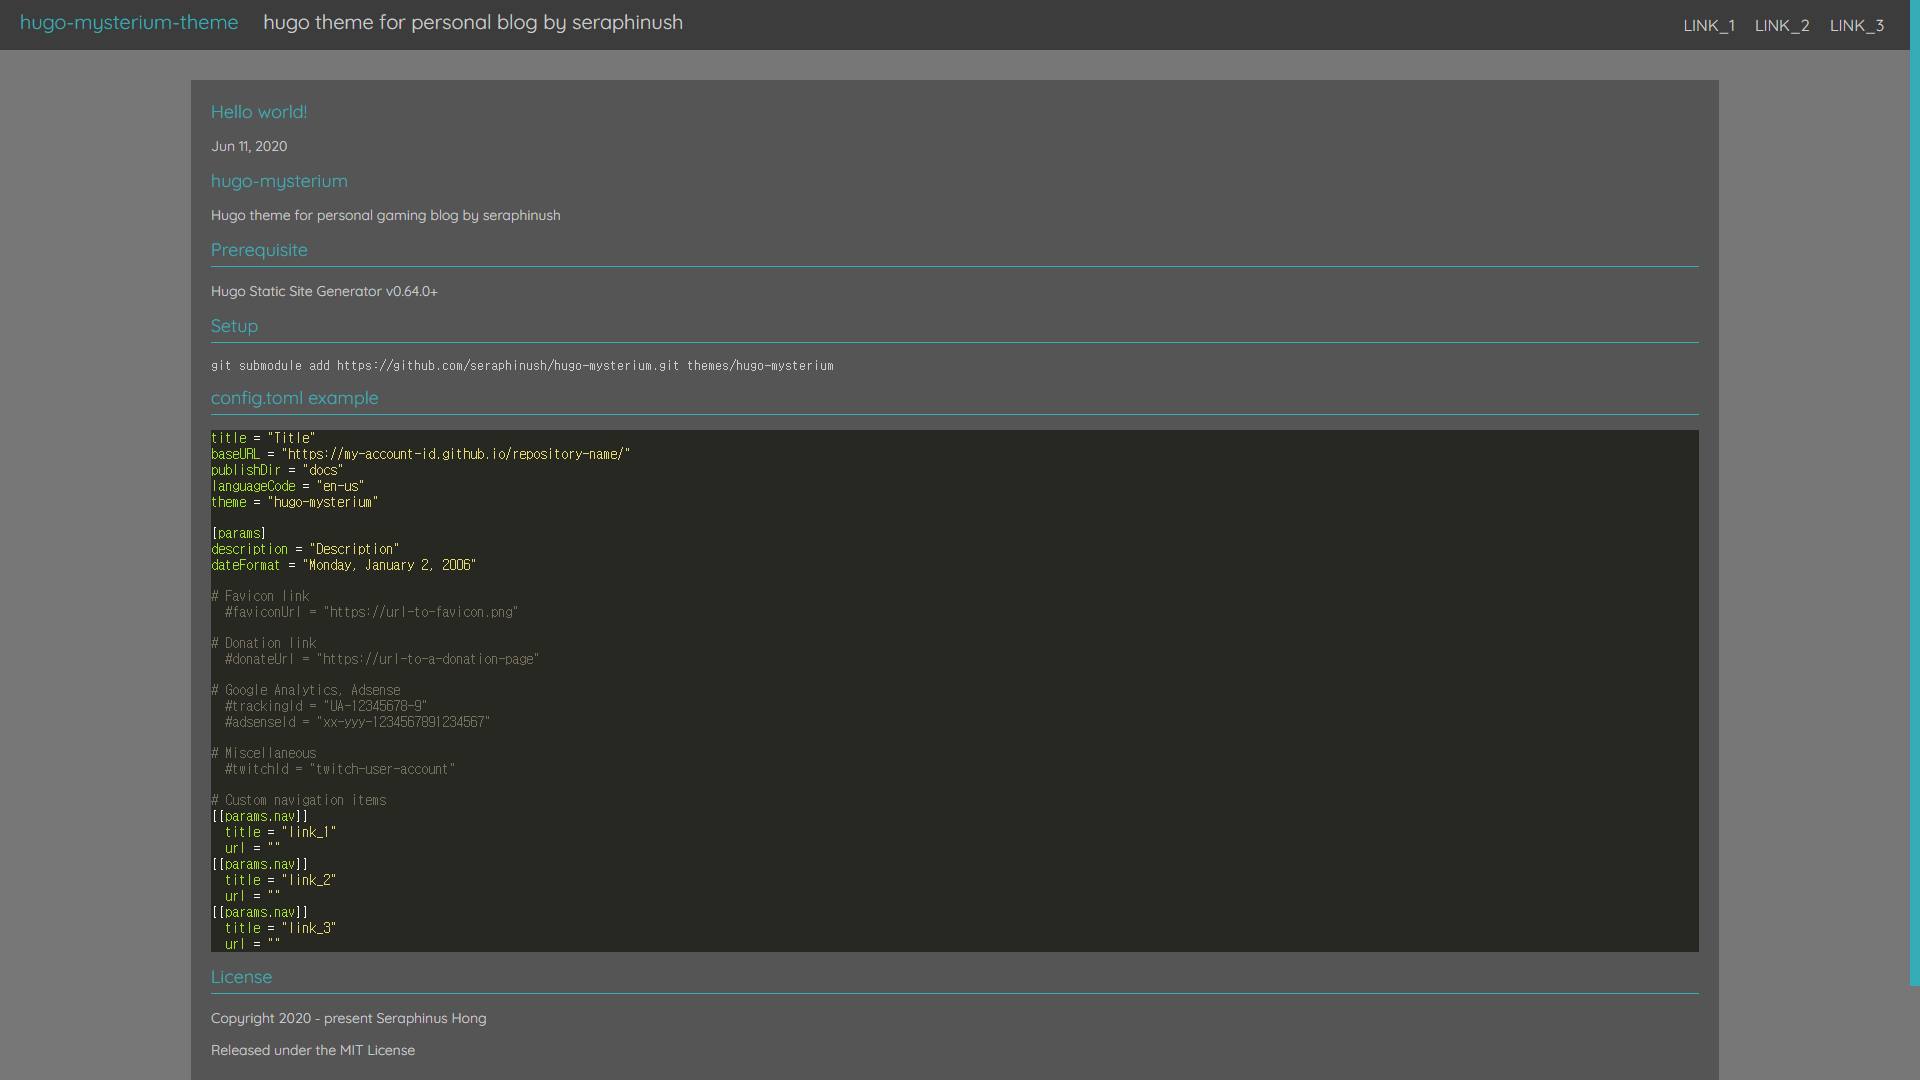 hugo-mysterium-theme hugo theme for personal blog by seraphinush LINK_1 LINK_2 LINK_3
Hello world!
Jun 11, 2020
hugo-mysterium
Hugo theme for personal gaming blog by seraphinush
Prerequisite
Hugo Static Site Generator v0.64.0+
Setup
git submodule add https://github.com/seraphinush/hugo-mysterium.git themes/hugo-mysterium
config.toml example
title = "Title"
baseURL = "https://my-account-id.github.io/repository-name/"
publishDir = "docs"
languageCode = "en-us"
theme = "hugo-mysterium"
[params]
description = "Description"
dateFormat = "Monday, January 2, 2006"
# Favicon link
#faviconUrl = "https://url-to-favicon.png"
# Donation link
#donateUrl = "https://url-to-a-donation-page"
# Google Analytics, Adsense
#trackingId = "UA-12345678-9"
#adsenseId = "xx-yyy-1234567891234567"
# Miscellaneous
#twitchId = "twitch-user-account"
# Custom navigation items
[[params.nav]]
title = "link_1"
url = ""
[[params.nav]]
title = "link_2"
url = ""
[[params.nav]]
title = "link_3"
url = ""
License
Copyright 2020 - present Seraphinus Hong
Released under the MIT License